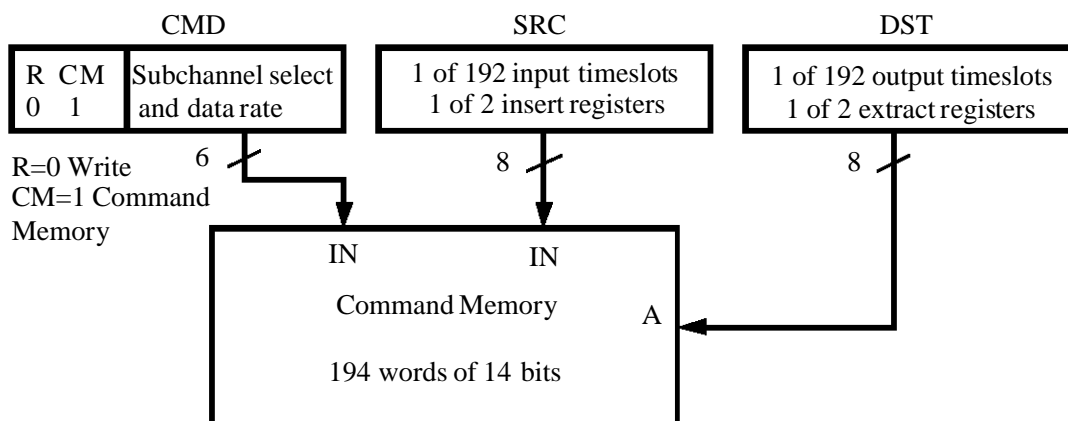 CMD
SRC
DST
R CM
0 1
Subchannel select
and data rate
1 of 192 input timeslots
1 of 2 insert registers
1 of 192 output timeslots
1 of 2 extract registers
6
8
8
R=0 Write
CM=1 Command
Memory
IN
IN
Command Memory
A
194 words of 14 bits